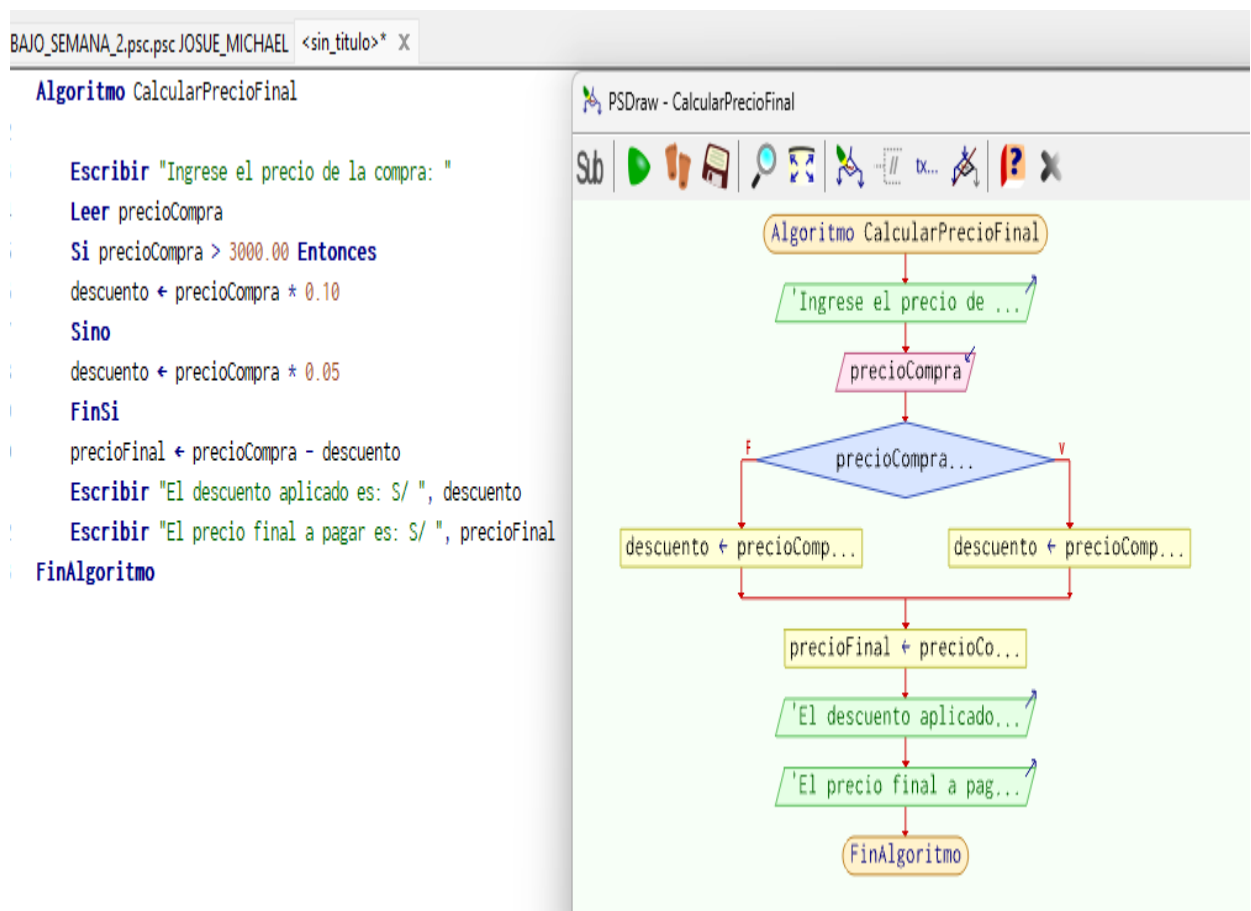 BAJO_SEMANA_2.psc.psc JOSUE_MICHAEL <sin_titulo>* X
Algoritmo CalcularPrecioFinal
Escribir "Ingrese el precio de la compra: "
Leer precioCompra
Si precioCompra > 3000.00 Entonces
descuento ← precioCompra * 0.10
Sino
descuento ← precioCompra * 0.05
FinSi
precioFinal ← precioCompra - descuento
Escribir "El descuento aplicado es: S/ ", descuento
Escribir "El precio final a pagar es: S/ ", precioFinal
FinAlgoritmo
PSDraw - CalcularPrecioFinal
Sub tx...
Algoritmo CalcularPrecioFinal
'Ingrese el precio de ...
precioCompra
F V
precioCompra...
descuento ← precioComp... descuento ← precioComp...
precioFinal ← precioCo...
'El descuento aplicado...
'El precio final a pag...
FinAlgoritmo